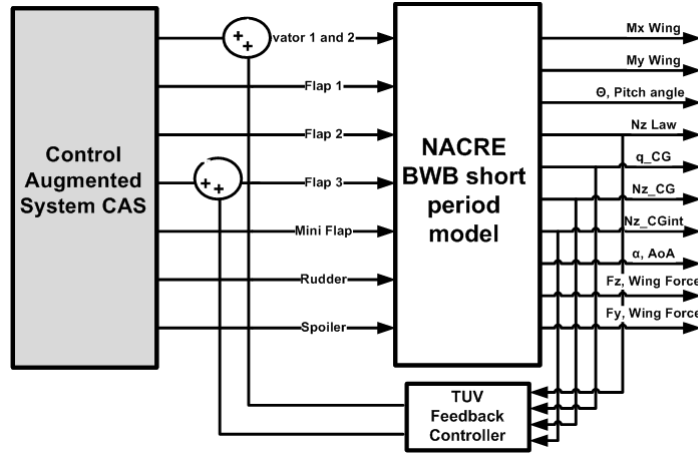 Control
Augmented
System CAS
+
+
vator 1 and 2
Flap 1
Flap 2
+
+
Flap 3
Mini Flap
Rudder
Spoiler
NACRE
BWB short
period
model
Mx Wing
My Wing
Θ, Pitch angle
Nz Law
q_CG
Nz_CG
Nz_CGint
α, AoA
Fz, Wing Force
Fy, Wing Force
TUV
Feedback
Controller